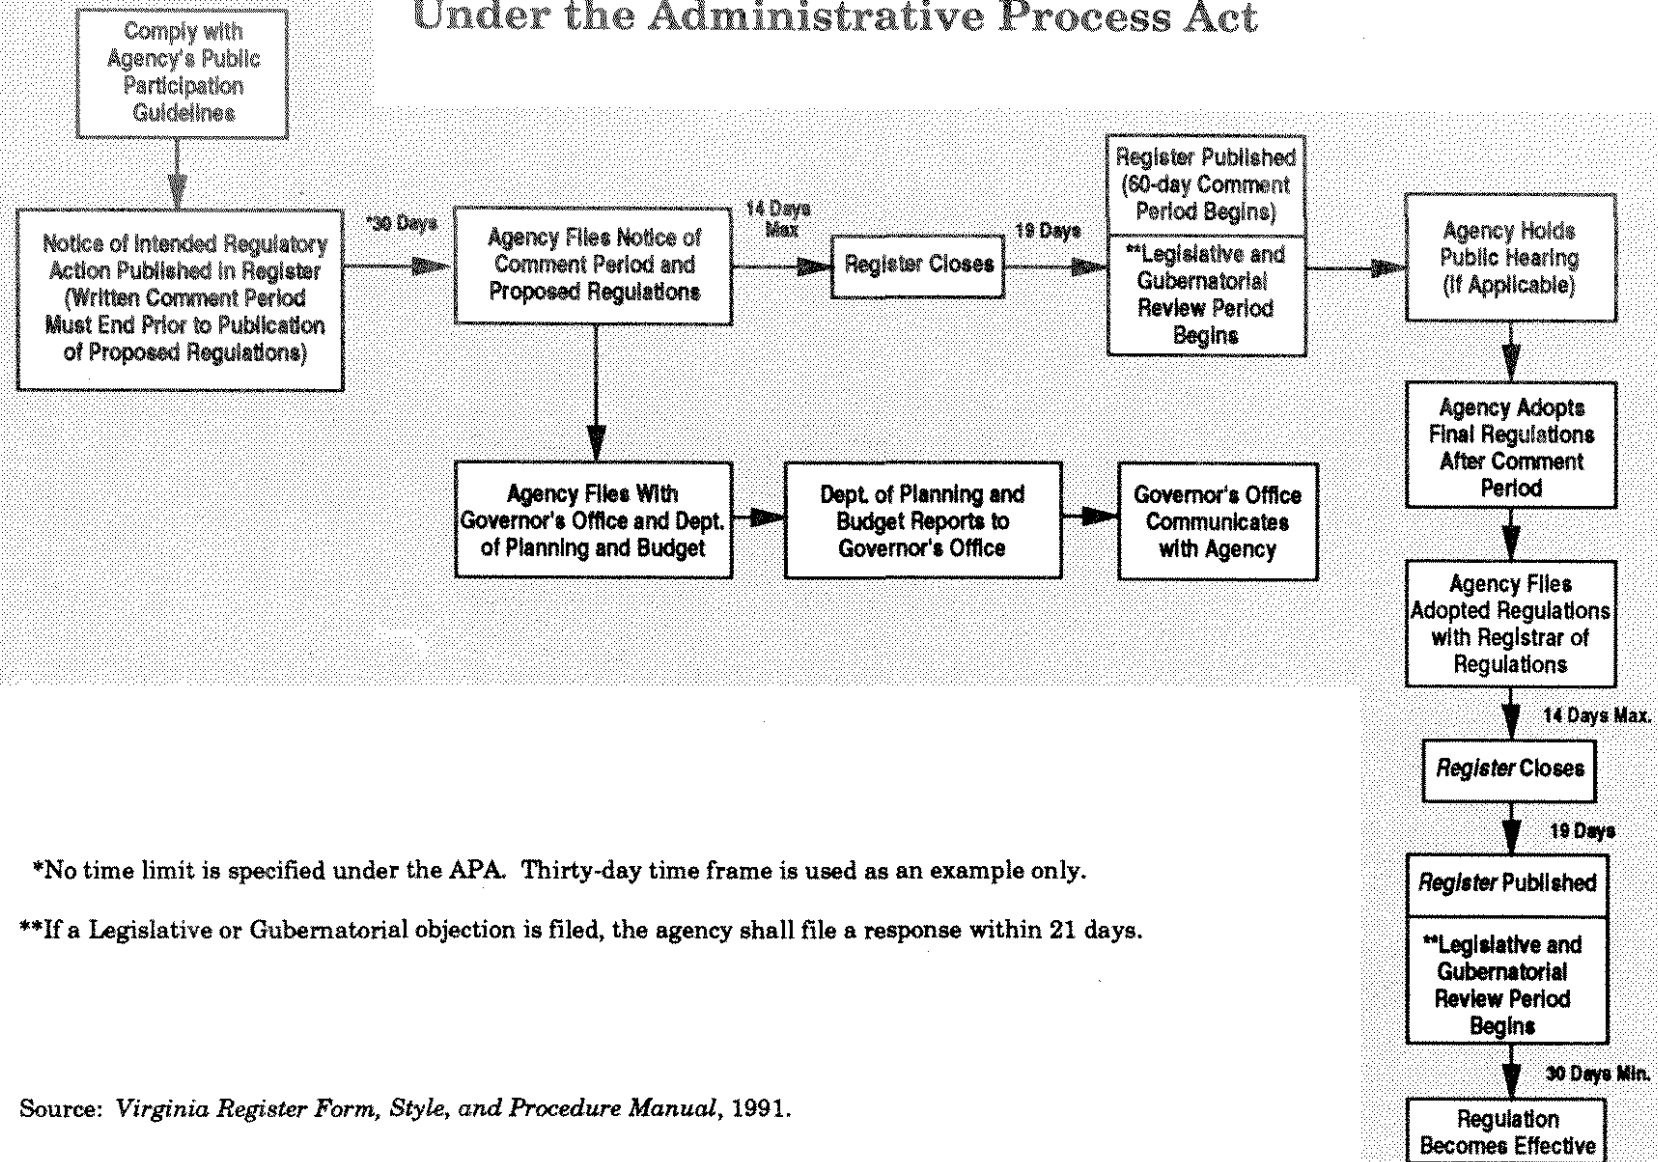 Under the Administrative Process Act
Comply with
Agency's Public
Participation
Guidelines
Notice of Intended Regulatory
Action Published in Register
(Written Comment Period
Must End Prior to Publication
of Proposed Regulations)
*30 Days
Agency Files Notice of
Comment Period and
Proposed Regulations
14 Days
Max
Register Closes
19 Days
Register Published
(60-day Comment
Period Begins)
**Legislative and
Gubernatorial
Review Period
Begins
Agency Holds
Public Hearing
(If Applicable)
Agency Files With
Governor's Office and Dept.
of Planning and Budget
Dept. of Planning and
Budget Reports to
Governor's Office
Governor's Office
Communicates
with Agency
Agency Adopts
Final Regulations
After Comment
Period
Agency Files
Adopted Regulations
with Registrar of
Regulations
14 Days Max.
Register Closes
19 Days
Register Published
**Legislative and
Gubernatorial
Review Period
Begins
30 Days Min.
Regulation
Becomes Effective
*No time limit is specified under the APA. Thirty-day time frame is used as an example only.
**If a Legislative or Gubernatorial objection is filed, the agency shall file a response within 21 days.
Source: Virginia Register Form, Style, and Procedure Manual, 1991.